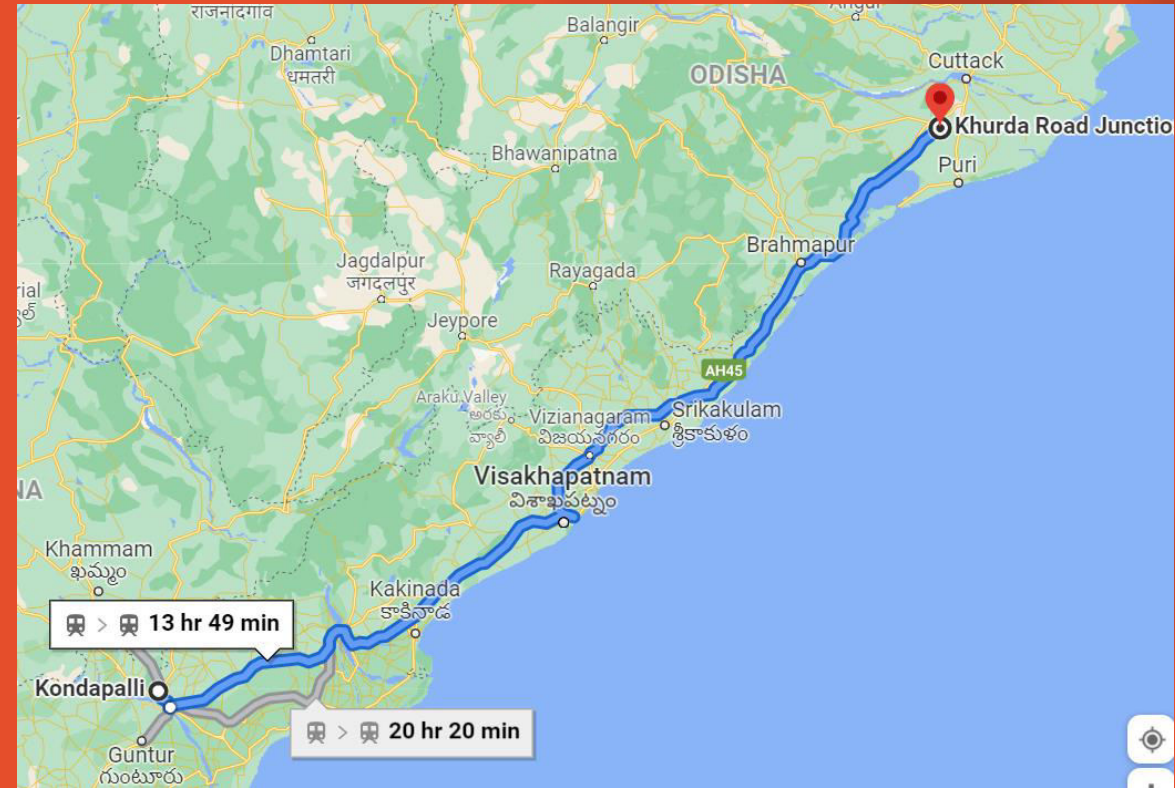 राजनांदगांव
Balangir
Dhamtari
धमतरी
ODISHA
Cuttack
Khurda Road Junctio
Bhawanipatna
Puri
Brahmapur
Jagdalpur
जगदलपुर
Rayagada
rial
Jeypore
AH45
Araku Valley
అరకు
వ్యాలీ
Vizianagaram
విజయనగరం
Srikakulam
శ్రీకాకుళం
Visakhapatnam
విశాఖపట్నం
Khammam
ఖమ్మం
Kakinada
కాకినాడ
> 13 hr 49 min
Kondapalli
> 20 hr 20 min
Guntur
గుంటూరు